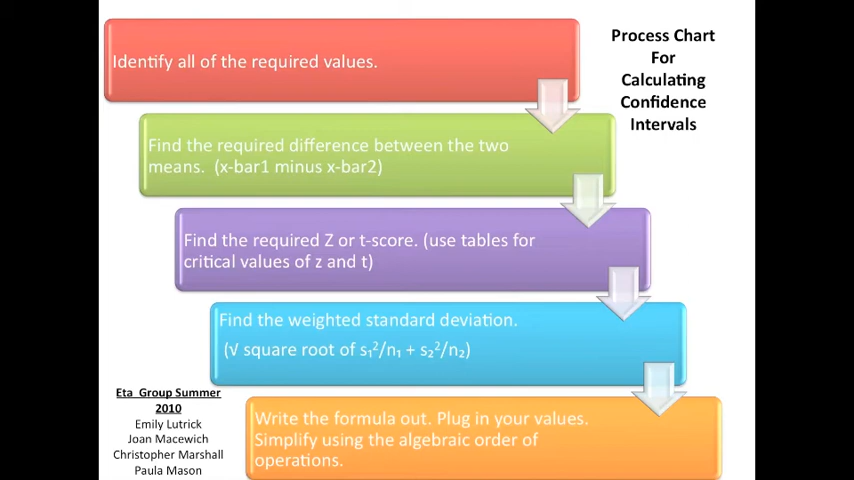 Identify all of the required values.
Process Chart
For
Calculating
Confidence
Intervals
Find the required difference between the two
means.  (x-bar1 minus x-bar2)
Find the required Z or t-score. (use tables for
critical values of z and t)
Find the weighted standard deviation.
(√ square root of s₁²/n₁ + s₂²/n₂)
Eta  Group Summer
2010
Emily Lutrick
Joan Macewich
Christopher Marshall
Paula Mason
Write the formula out. Plug in your values.
Simplify using the algebraic order of
operations.